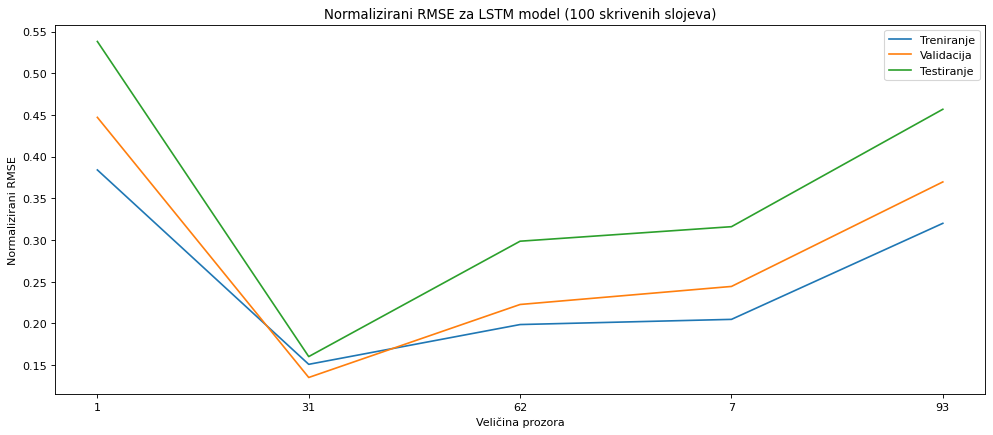 Normalizirani RMSE za LSTM model (100 skrivenih slojeva)
Treniranje
Validacija
Testiranje
0.55
0.50
0.45
0.40
0.35
0.30
0.25
0.20
0.15
Normalizirani RMSE
1 31 62 7 93
Veličina prozora